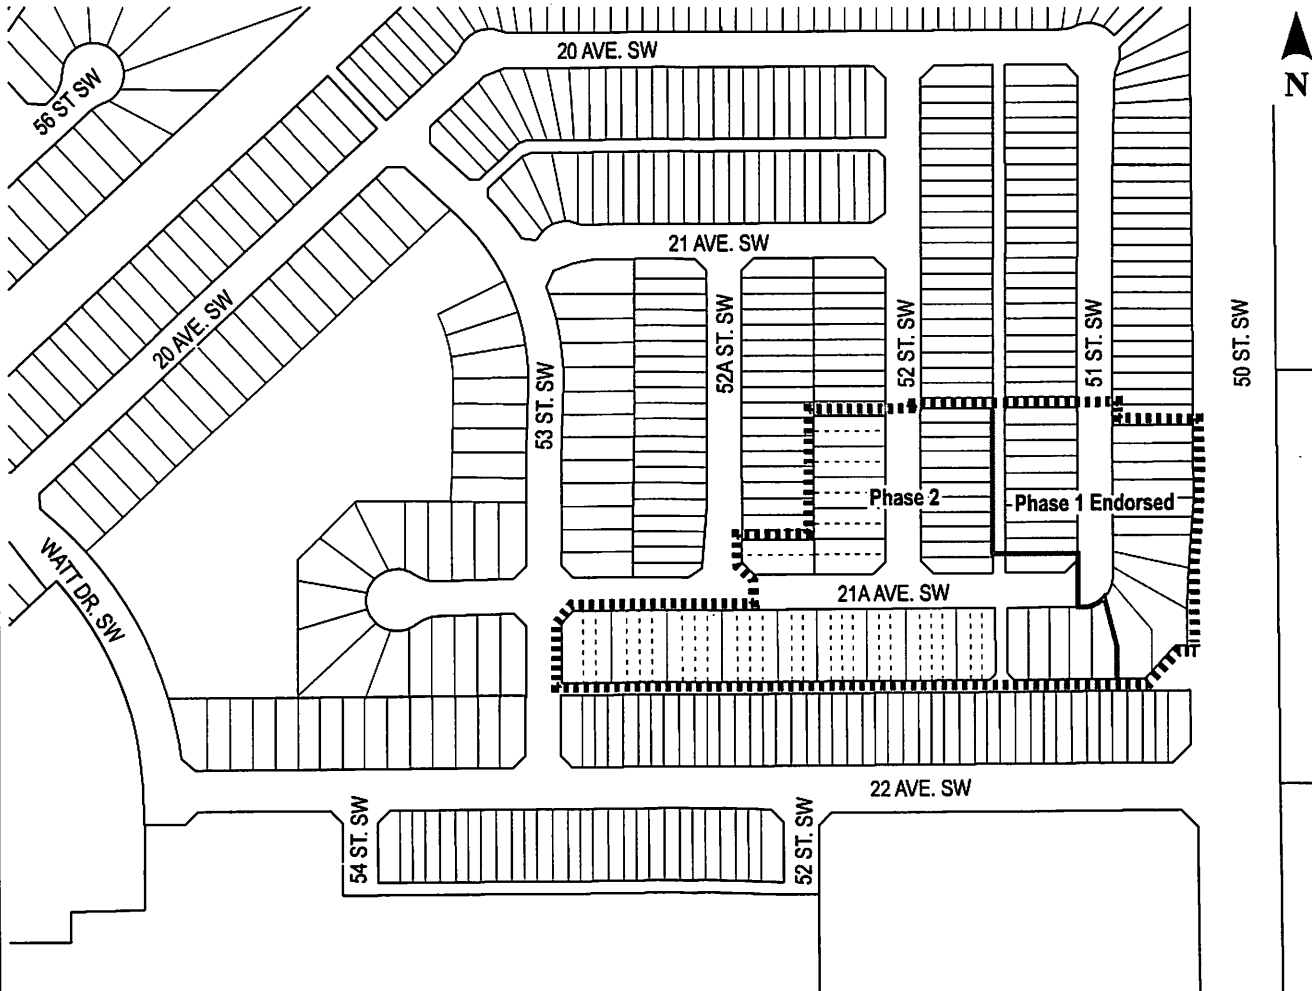 20 AVE. SW
N
56 ST SW
21 AVE. SW
20 AVE. SW
52A ST. SW
52 ST. SW
51 ST. SW
50 ST. SW
53 ST. SW
Phase 2
Phase 1 Endorsed
WATT DR. SW
21A AVE. SW
22 AVE. SW
54 ST. SW
52 ST. SW